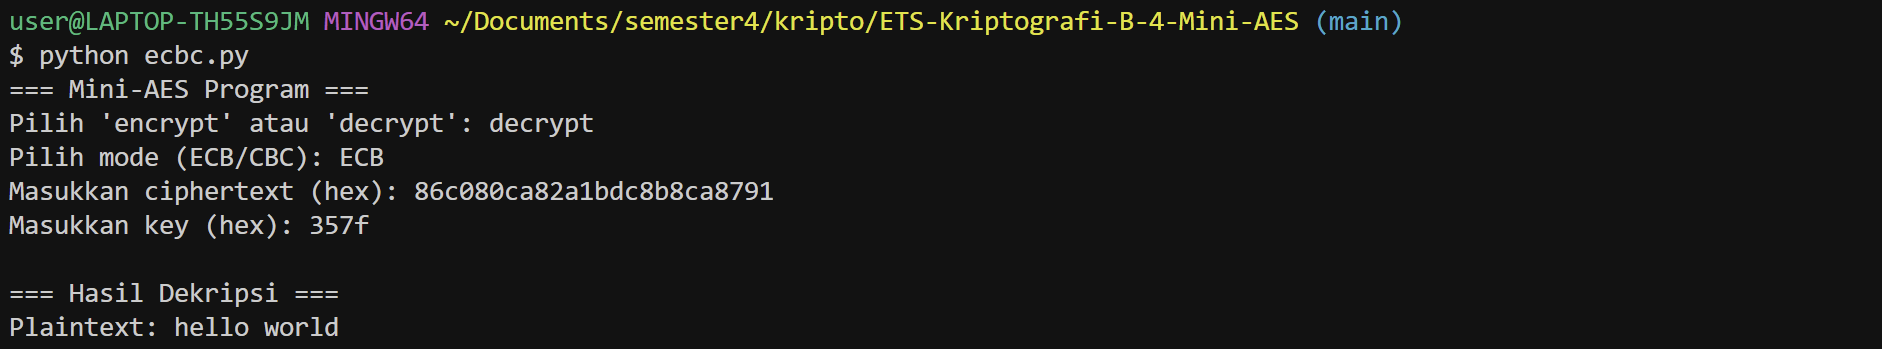 user@LAPTOP-TH55S9JM MINGW64 ~/Documents/semester4/kripto/ETS-Kriptografi-B-4-Mini-AES (main)
$ python ecbc.py
=== Mini-AES Program ===
Pilih 'encrypt' atau 'decrypt': decrypt
Pilih mode (ECB/CBC): ECB
Masukkan ciphertext (hex): 86c080ca82a1bdc8b8ca8791
Masukkan key (hex): 357f
=== Hasil Dekripsi ===
Plaintext: hello world